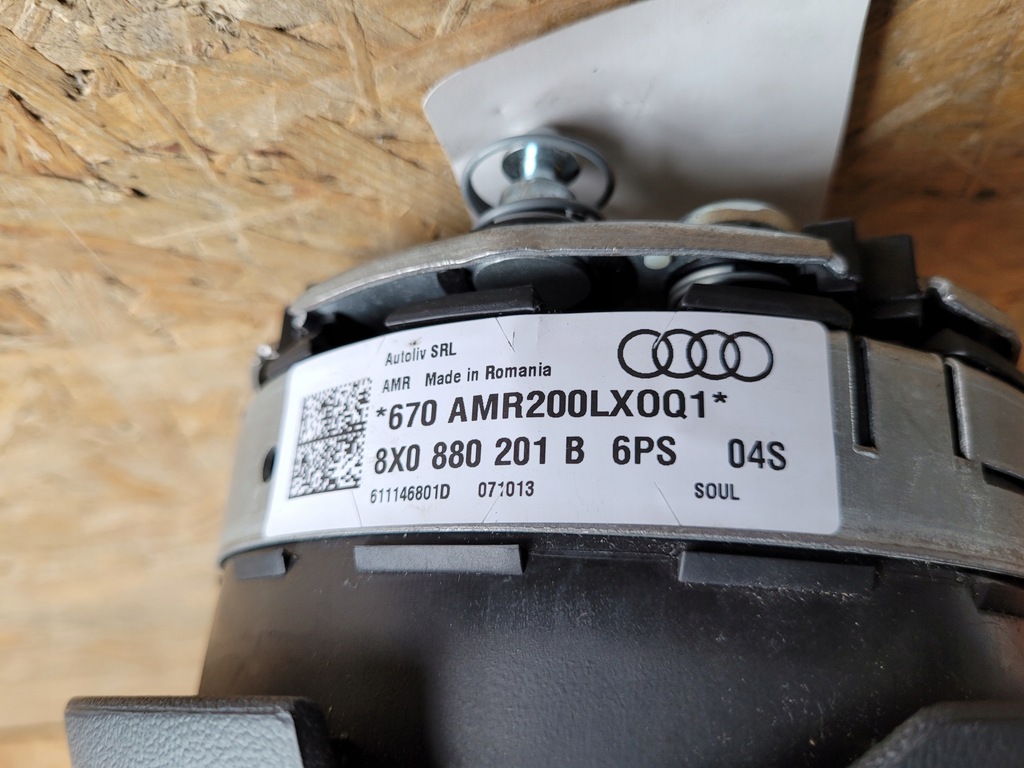 Autoliv SRL
AMR Made in Romania
*670 AMR200LX0Q1*
8X0 880 201 B 6PS 04S
611146801D 071013 SOUL